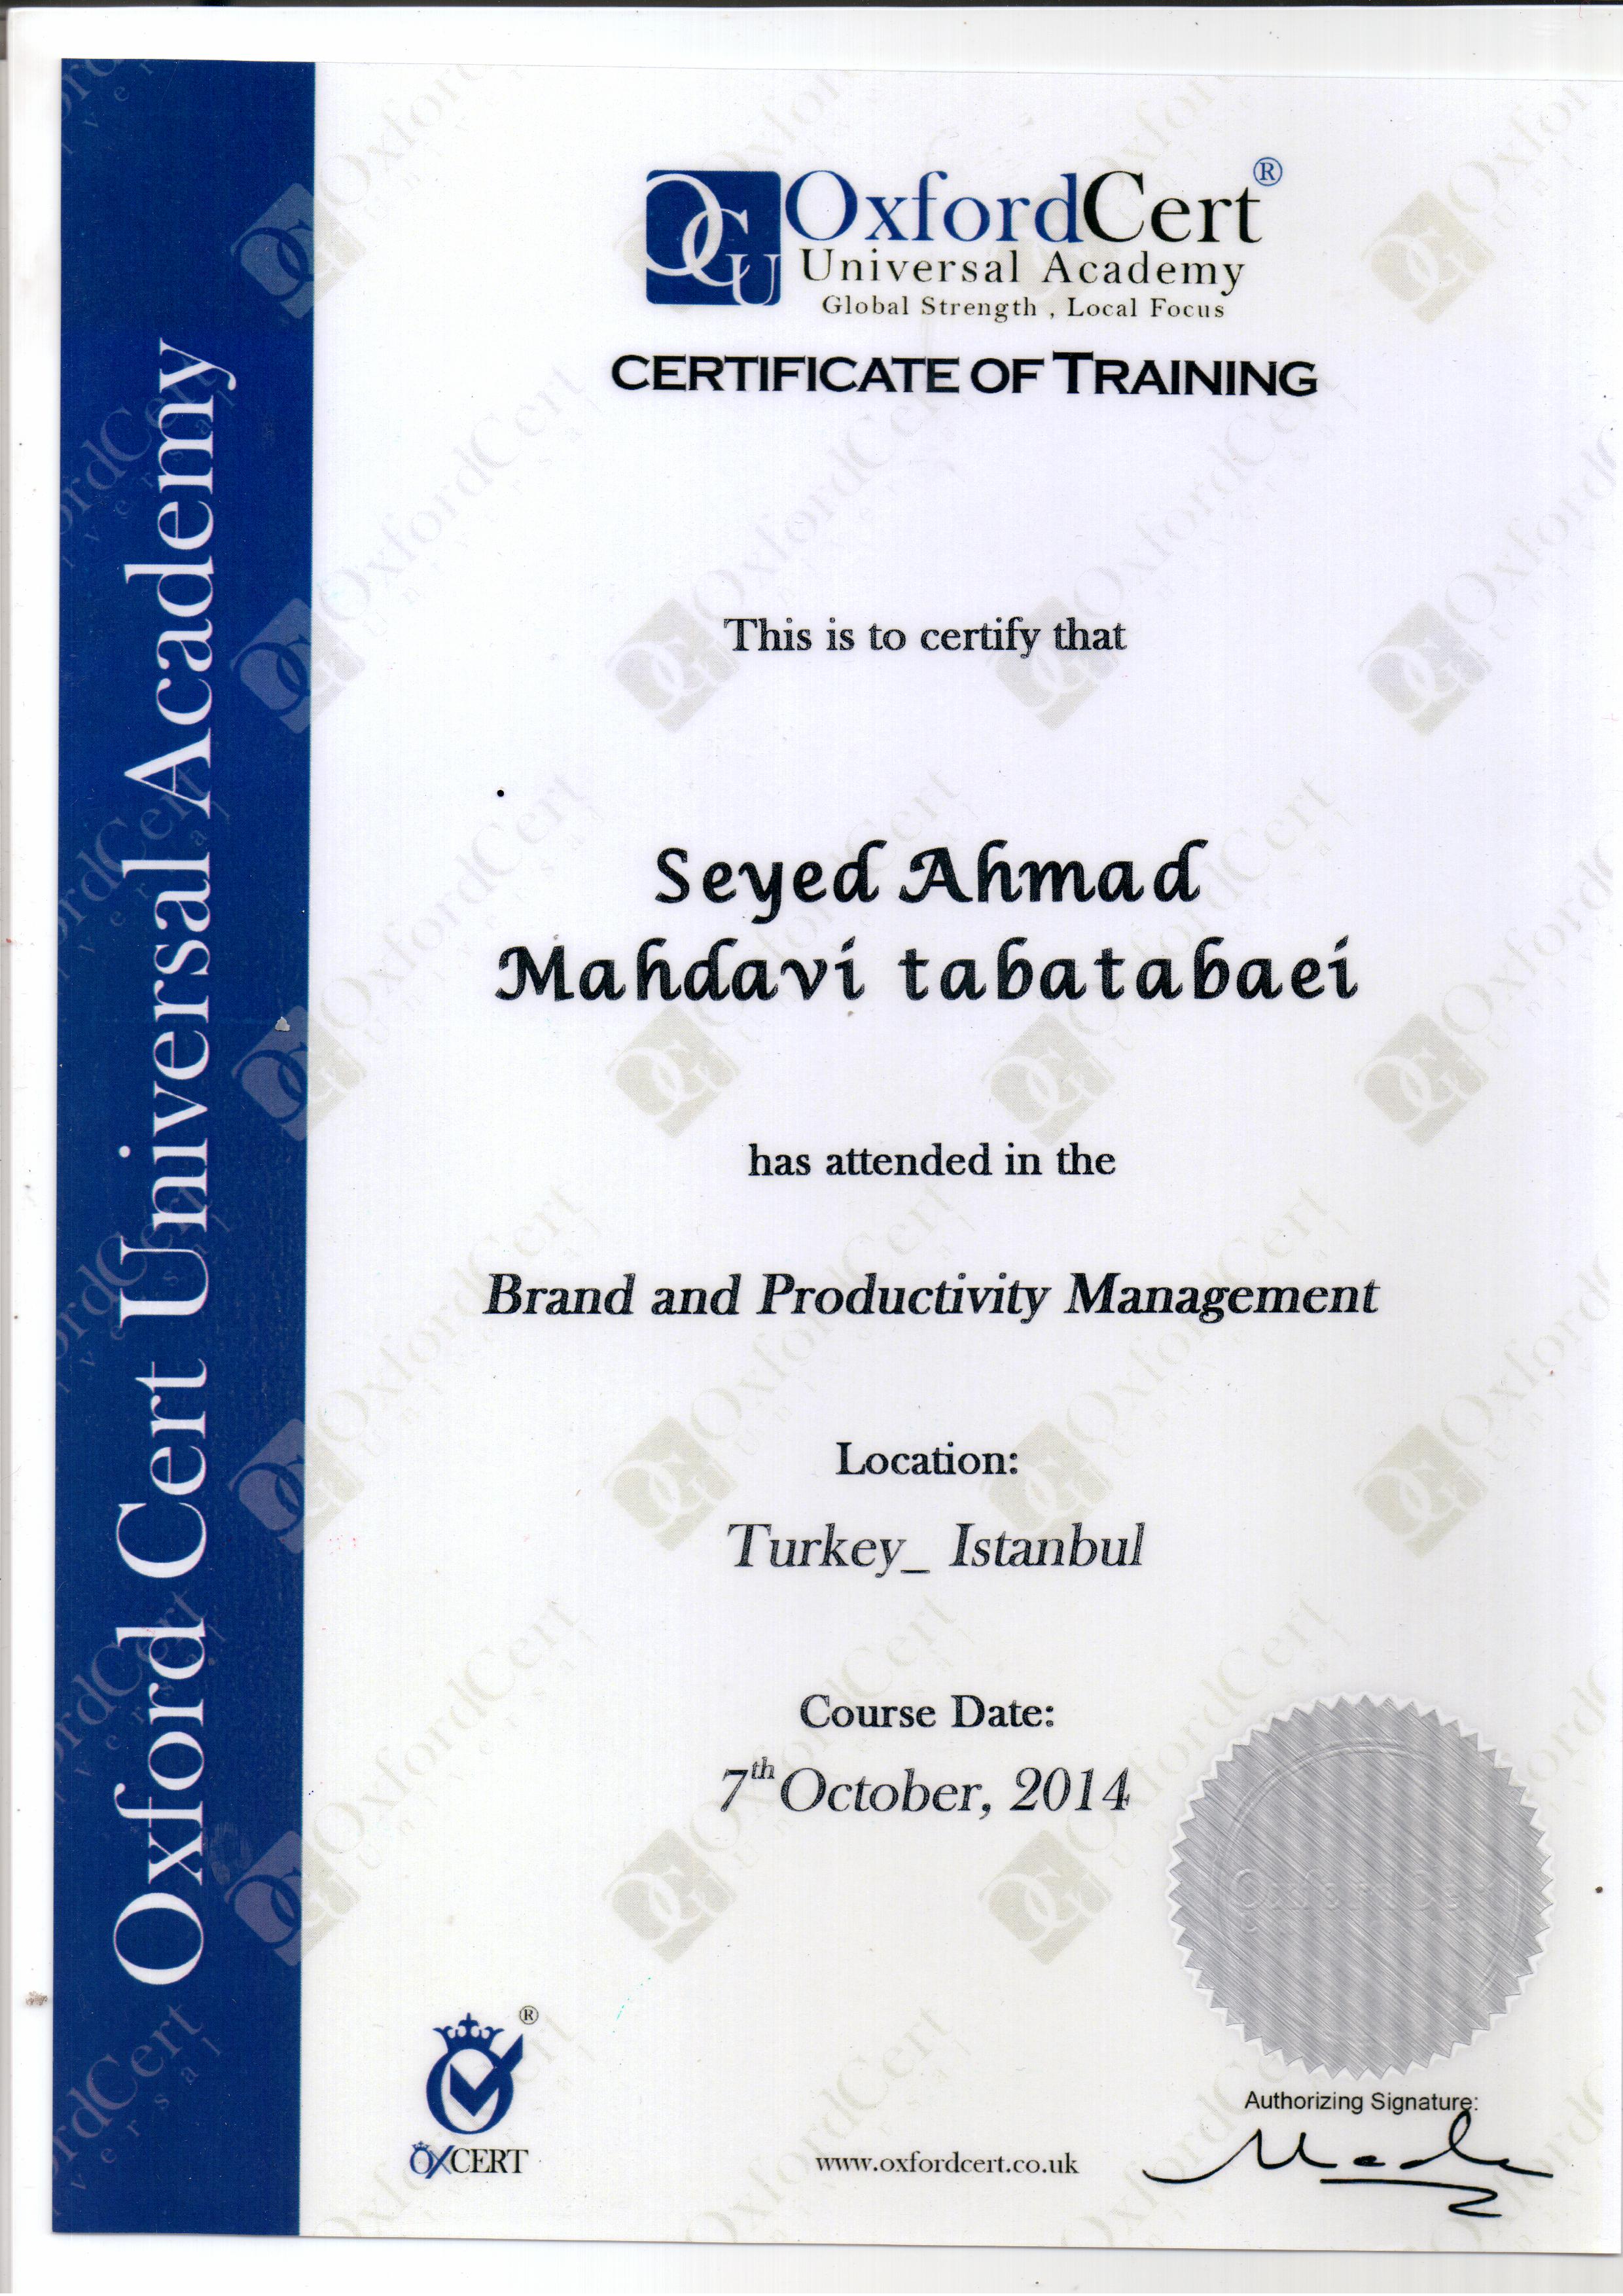 Oxford Cert Universal Academy
OCU
OxfordCert®
Universal Academy
Global Strength , Local Focus
CERTIFICATE OF TRAINING
This is to certify that
Seyed Ahmad
Mahdavi tabatabaei
has attended in the
Brand and Productivity Management
Location:
Turkey_ Istanbul
Course Date:
7th October, 2014
OxfordCert
®
OXCERT
Authorizing Signature:
www.oxfordcert.co.uk